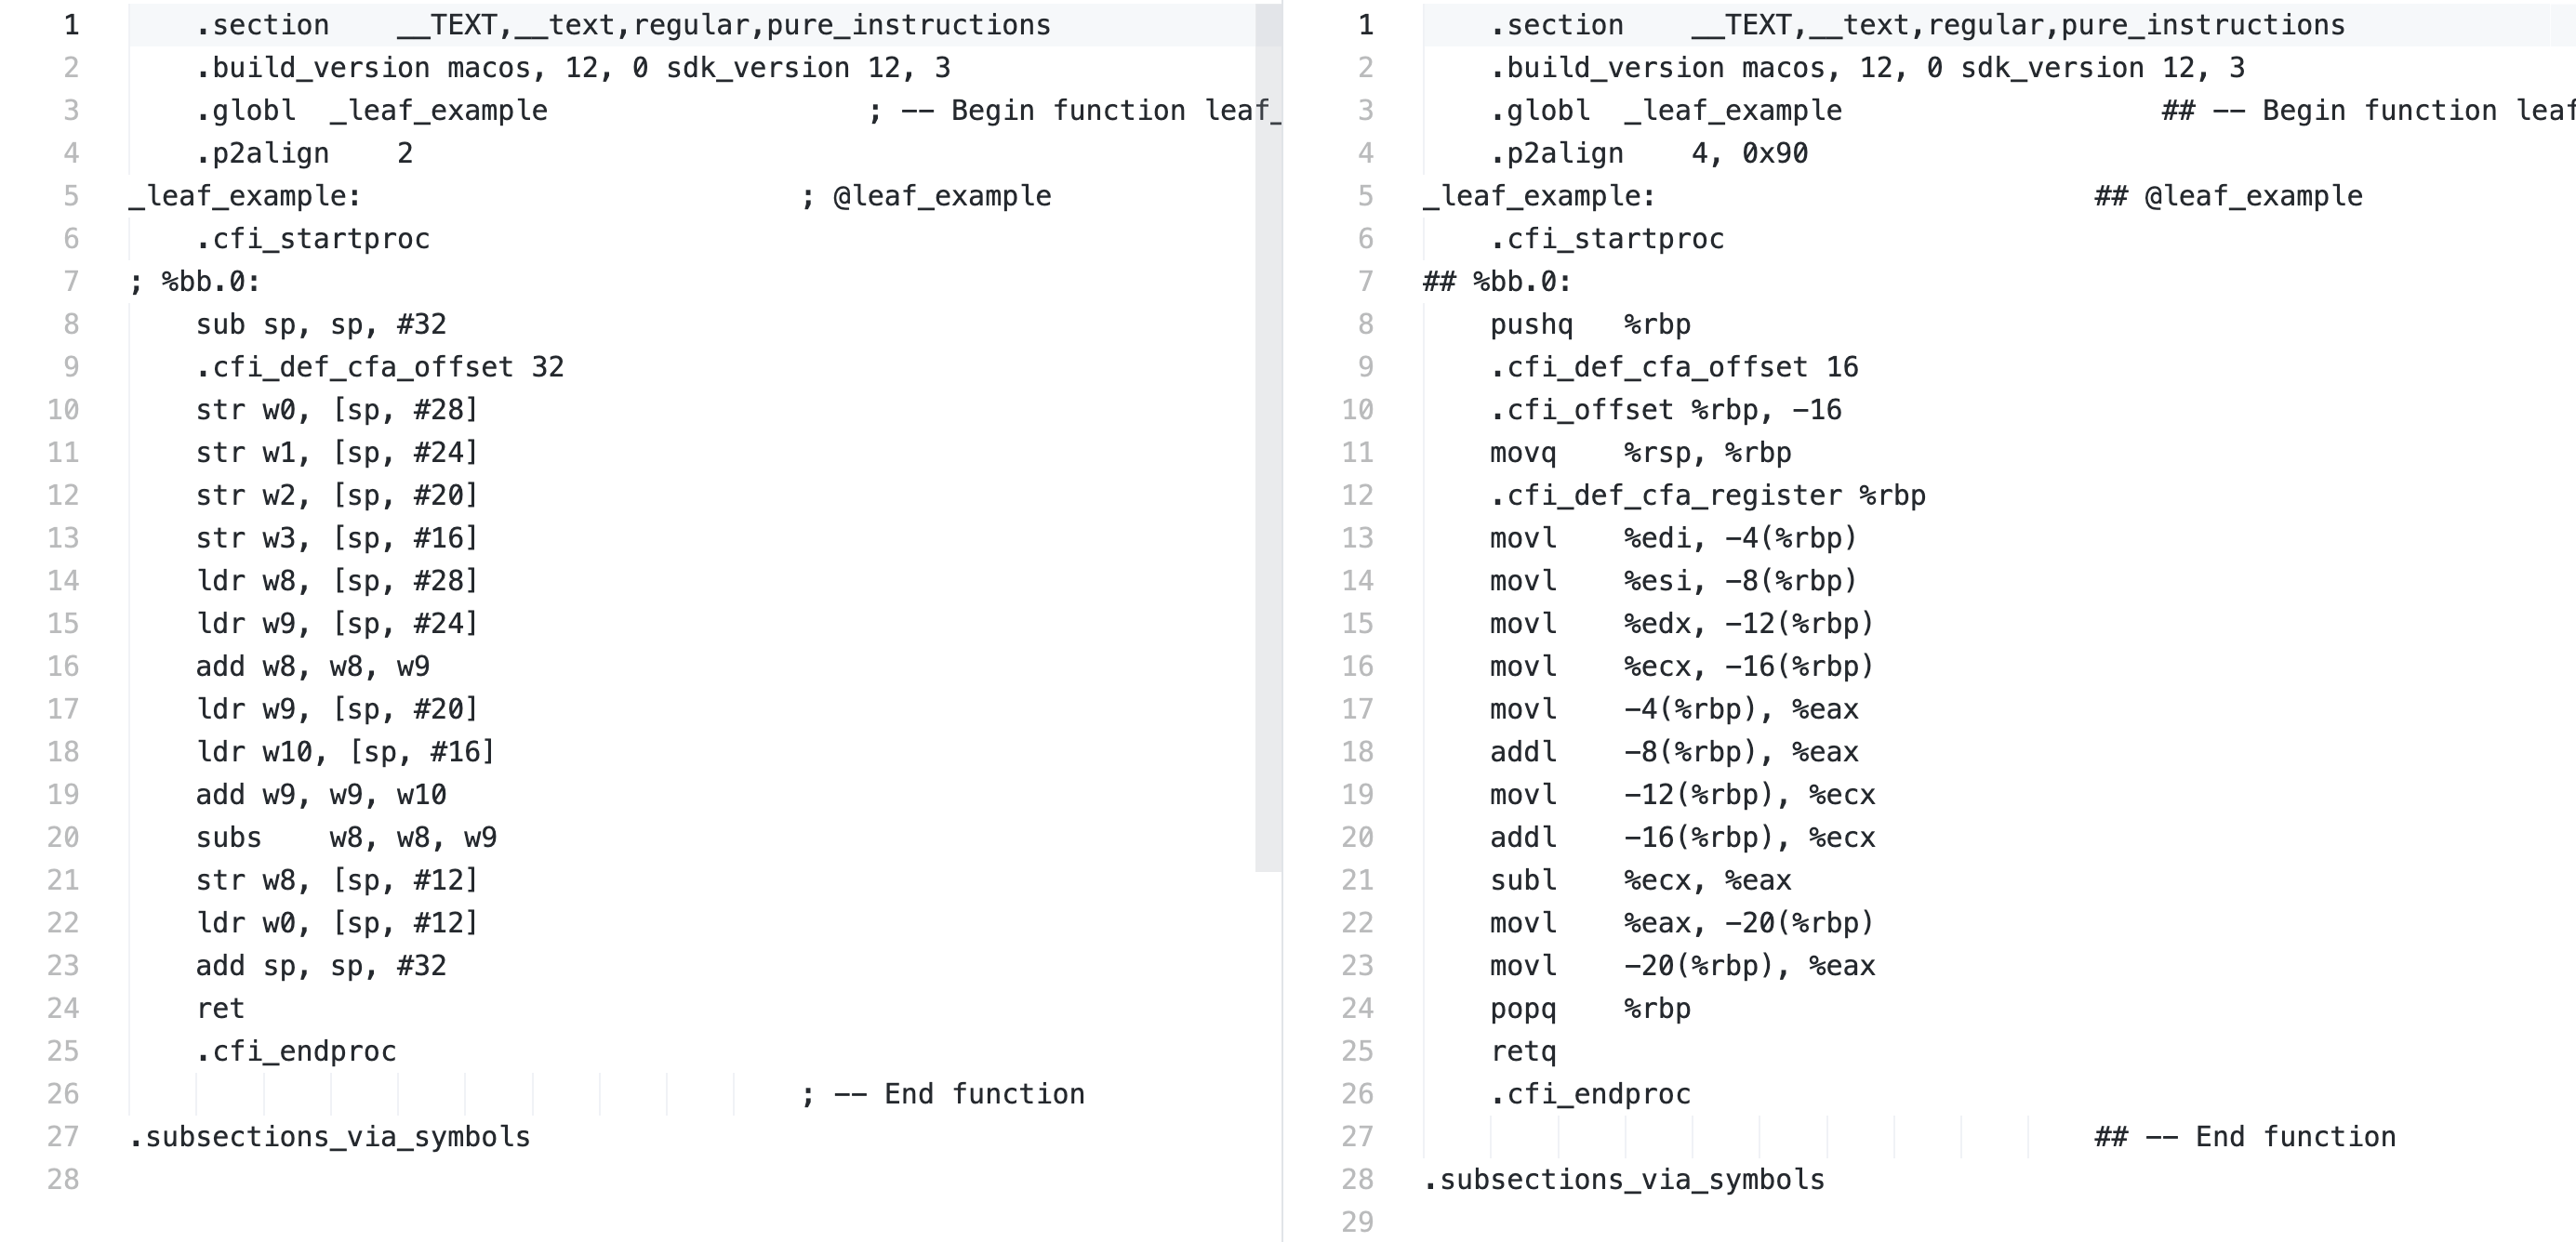 1 .section __TEXT,__text,regular,pure_instructions
2 .build_version macos, 12, 0 sdk_version 12, 3
3 .globl _leaf_example ; -- Begin function leaf_
4 .p2align 2
5 _leaf_example: ; @leaf_example
6 .cfi_startproc
7 ; %bb.0:
8 sub sp, sp, #32
9 .cfi_def_cfa_offset 32
10 str w0, [sp, #28]
11 str w1, [sp, #24]
12 str w2, [sp, #20]
13 str w3, [sp, #16]
14 ldr w8, [sp, #28]
15 ldr w9, [sp, #24]
16 add w8, w8, w9
17 ldr w9, [sp, #20]
18 ldr w10, [sp, #16]
19 add w9, w9, w10
20 subs w8, w8, w9
21 str w8, [sp, #12]
22 ldr w0, [sp, #12]
23 add sp, sp, #32
24 ret
25 .cfi_endproc
26 ; -- End function
27 .subsections_via_symbols
28
1 .section __TEXT,__text,regular,pure_instructions
2 .build_version macos, 12, 0 sdk_version 12, 3
3 .globl _leaf_example ## -- Begin function leaf
4 .p2align 4, 0x90
5 _leaf_example: ## @leaf_example
6 .cfi_startproc
7 ## %bb.0:
8 pushq %rbp
9 .cfi_def_cfa_offset 16
10 .cfi_offset %rbp, -16
11 movq %rsp, %rbp
12 .cfi_def_cfa_register %rbp
13 movl %edi, -4(%rbp)
14 movl %esi, -8(%rbp)
15 movl %edx, -12(%rbp)
16 movl %ecx, -16(%rbp)
17 movl -4(%rbp), %eax
18 addl -8(%rbp), %eax
19 movl -12(%rbp), %ecx
20 addl -16(%rbp), %ecx
21 subl %ecx, %eax
22 movl %eax, -20(%rbp)
23 movl -20(%rbp), %eax
24 popq %rbp
25 retq
26 .cfi_endproc
27 ## -- End function
28 .subsections_via_symbols
29